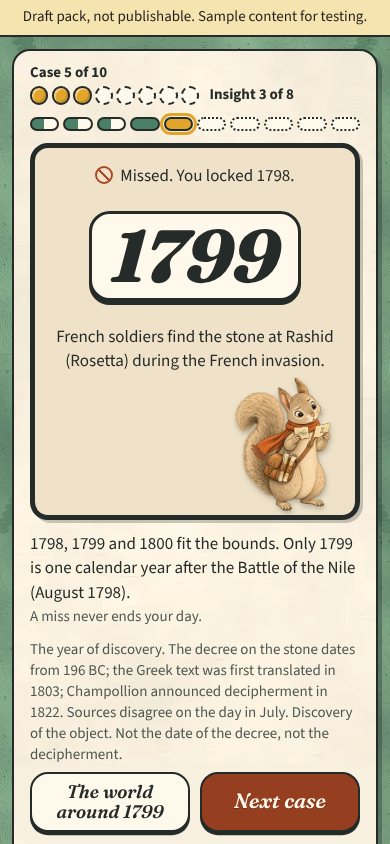 Draft pack, not publishable. Sample content for testing.
Case 5 of 10
Insight 3 of 8
Missed. You locked 1798.
1799
French soldiers find the stone at Rashid
(Rosetta) during the French invasion.
1798, 1799 and 1800 fit the bounds. Only 1799
is one calendar year after the Battle of the Nile
(August 1798).
A miss never ends your day.
The year of discovery. The decree on the stone dates
from 196 BC; the Greek text was first translated in
1803; Champollion announced decipherment in
1822. Sources disagree on the day in July. Discovery
of the object. Not the date of the decree, not the
decipherment.
The world
around 1799
Next case